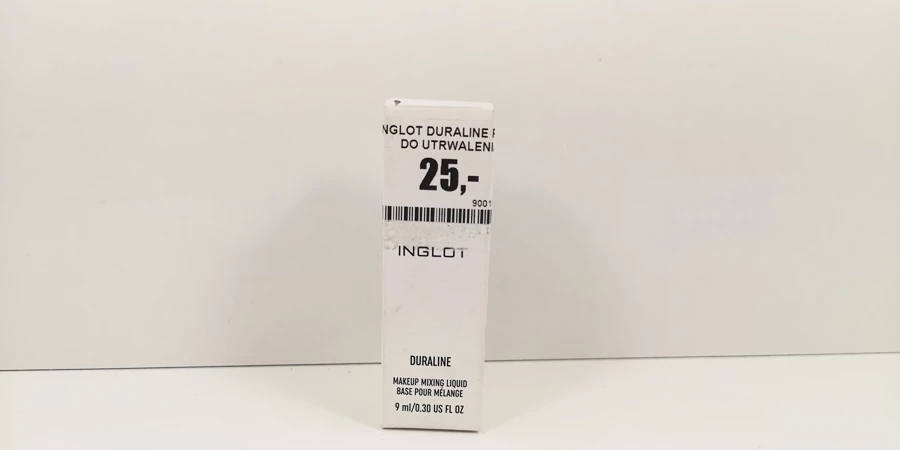 NGLOT DURALINE
DO UTRWALENI
25,-
9001
INGLOT
DURALINE
MAKEUP MIXING LIQUID
BASE POUR MÉLANGE
9 ml/0.30 US FL OZ